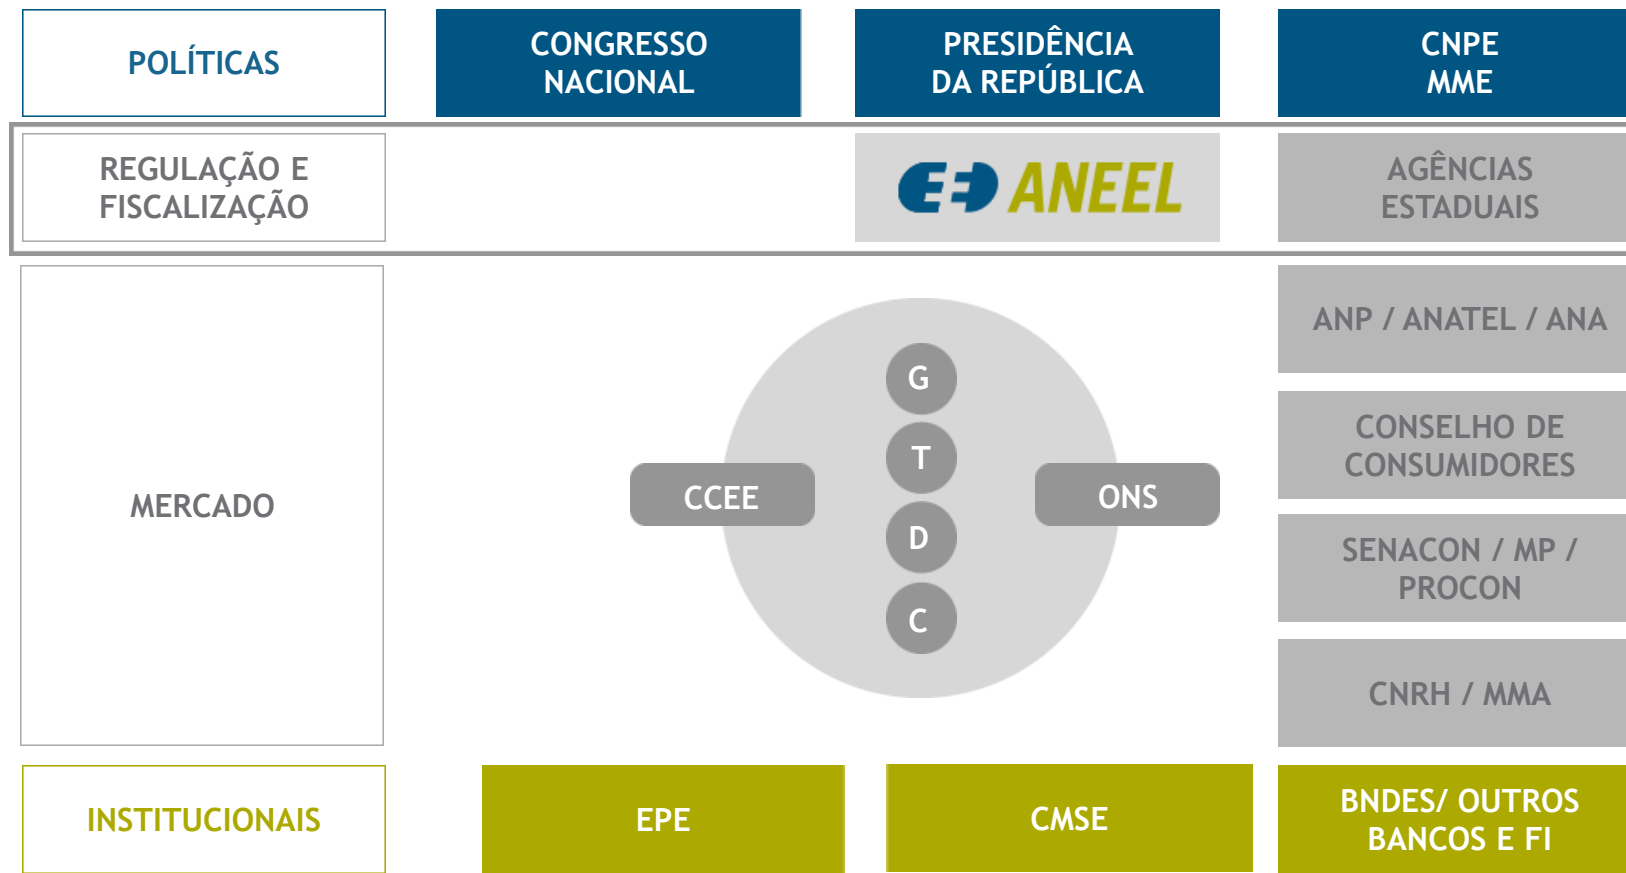 POLÍTICAS
CONGRESSO
NACIONAL
PRESIDÊNCIA
DA REPÚBLICA
CNPE
MME
REGULAÇÃO E
FISCALIZAÇÃO
ANEEL
AGÊNCIAS
ESTADUAIS
MERCADO
G
T
D
C
CCEE
ONS
ANP / ANATEL / ANA
CONSELHO DE
CONSUMIDORES
SENACON / MP /
PROCON
CNRH / MMA
INSTITUCIONAIS
EPE
CMSE
BNDES/ OUTROS
BANCOS E FI